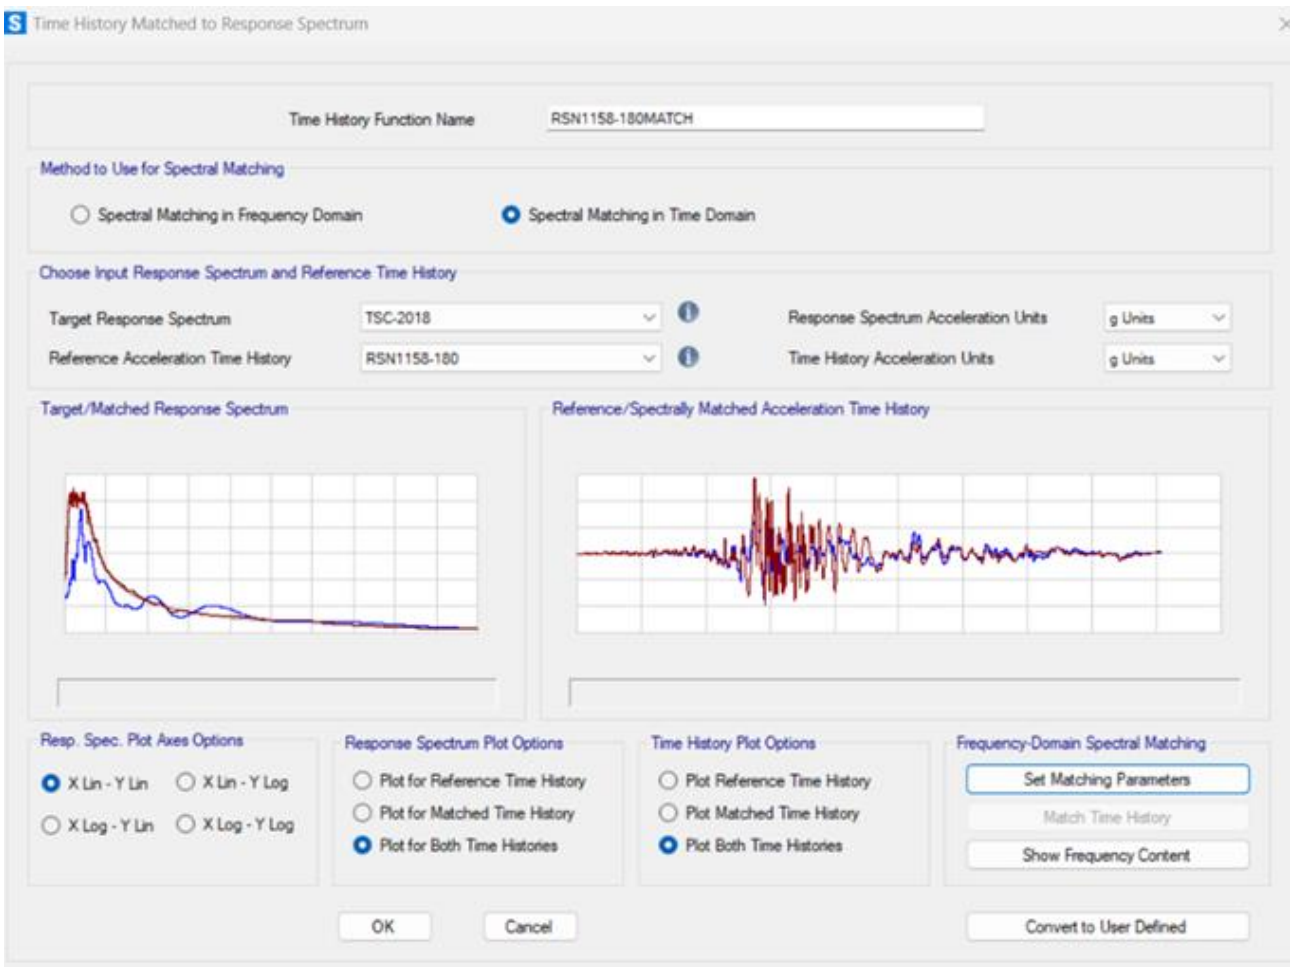 S Time History Matched to Response Spectrum
Time History Function Name RSN1158-180MATCH
Method to Use for Spectral Matching
Spectral Matching in Frequency Domain Spectral Matching in Time Domain
Choose Input Response Spectrum and Reference Time History
Target Response Spectrum TSC-2018 Response Spectrum Acceleration Units g Units
Reference Acceleration Time History RSN1158-180 Time History Acceleration Units g Units
Target/Matched Response Spectrum Reference/Spectrally Matched Acceleration Time History
Resp. Spec. Plot Axes Options
X Lin - Y Lin X Lin - Y Log
X Log - Y Lin X Log - Y Log
Response Spectrum Plot Options
Plot for Reference Time History
Plot for Matched Time History
Plot for Both Time Histories
Time History Plot Options
Plot Reference Time History
Plot Matched Time History
Plot Both Time Histories
Frequency-Domain Spectral Matching
Set Matching Parameters
Match Time History
Show Frequency Content
OK Cancel Convert to User Defined